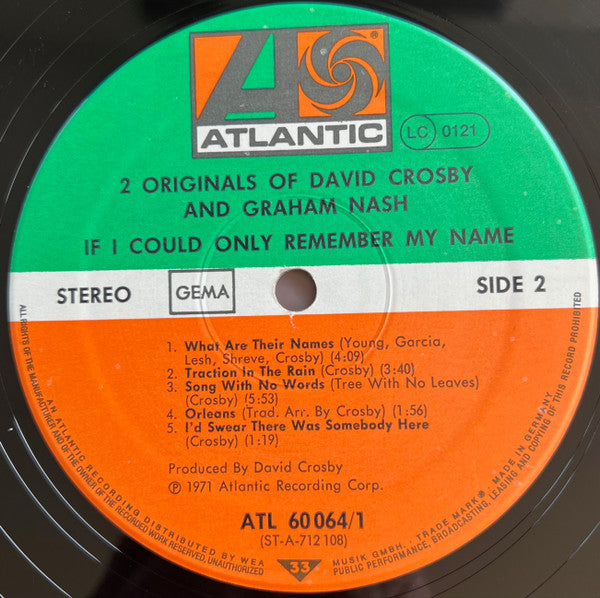 ATLANTIC
®
LC 0121
2 ORIGINALS OF DAVID CROSBY
AND GRAHAM NASH
IF I COULD ONLY REMEMBER MY NAME
STEREO GEMA SIDE 2
1. What Are Their Names (Young, Garcia,
Lesh, Shreve, Crosby) (4:09)
2. Traction In The Rain (Crosby) (3:40)
3. Song With No Words (Tree With No Leaves)
(Crosby) (5:53)
4. Orleans (Trad. Arr. By Crosby) (1:56)
5. I'd Swear There Was Somebody Here
(Crosby) (1:19)
Produced By David Crosby
Ⓟ 1971 Atlantic Recording Corp.
ATL 60 064/1
(ST-A-712 108)
33
ALL RIGHTS OF THE MANUFACTURER AND OF THE OWNER OF THE RECORDED WORK RESERVED, UNAUTHORIZED
PUBLIC PERFORMANCE, BROADCASTING, LEASING AND COPYING OF THIS RECORD PROHIBITED
AN ATLANTIC RECORDING DISTRIBUTED BY WEA
MUSIK GMBH. · TRADE MARK ® · MADE IN GERMANY